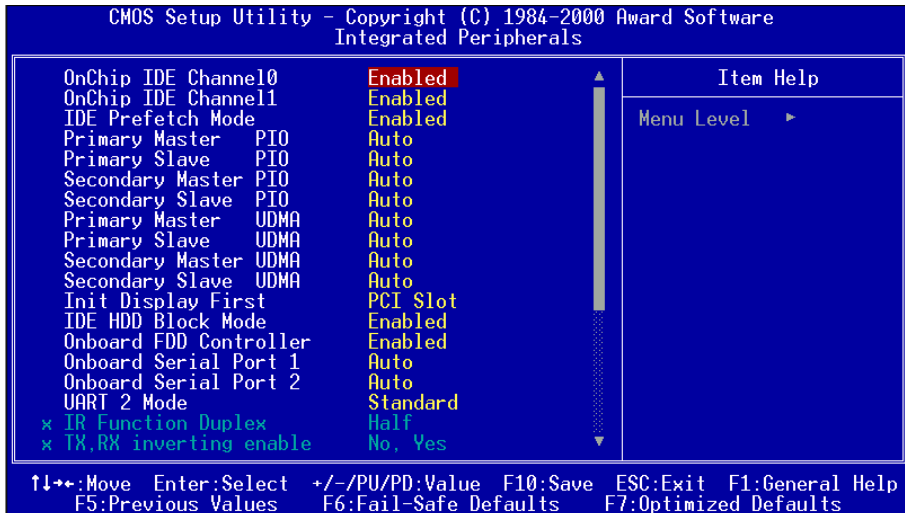 CMOS Setup Utility - Copyright (C) 1984-2000 Award Software
Integrated Peripherals
OnChip IDE Channel0 Enabled
OnChip IDE Channel1 Enabled
IDE Prefetch Mode Enabled
Primary Master PIO Auto
Primary Slave PIO Auto
Secondary Master PIO Auto
Secondary Slave PIO Auto
Primary Master UDMA Auto
Primary Slave UDMA Auto
Secondary Master UDMA Auto
Secondary Slave UDMA Auto
Init Display First PCI Slot
IDE HDD Block Mode Enabled
Onboard FDD Controller Enabled
Onboard Serial Port 1 Auto
Onboard Serial Port 2 Auto
UART 2 Mode Standard
x IR Function Duplex Half
x TX,RX inverting enable No, Yes
Item Help
Menu Level ►
↑↓→←:Move Enter:Select +/-/PU/PD:Value F10:Save ESC:Exit F1:General Help
F5:Previous Values F6:Fail-Safe Defaults F7:Optimized Defaults